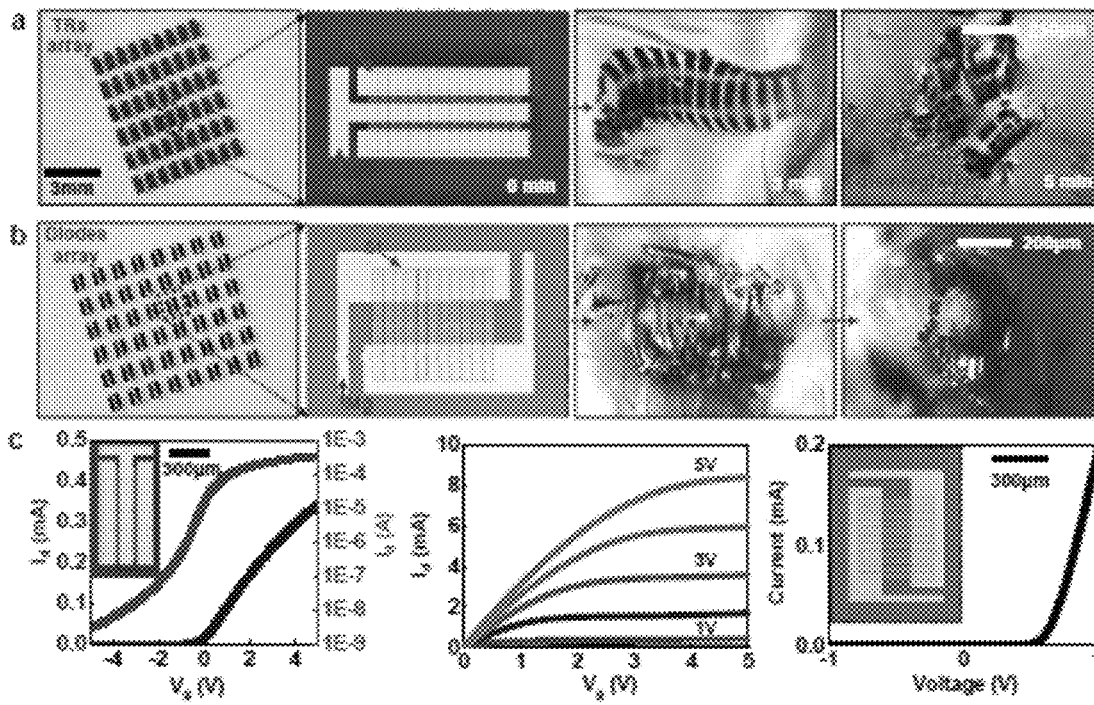 a
TRs
array
3mm
b
Diodes
array
200μm
c
0.5
0.4
0.3
0.2
0.1
0.0
I_d (mA)
-4 -2 0 2 4
V_g (V)
300μm
1E-3
1E-4
1E-5
1E-6
1E-7
1E-8
1E-9
I_d (A)
10
8
6
4
2
0
I_d (mA)
5V
3V
1V
0 1 2 3 4 5
(V)
0.2
0.1
0.0
Current (mA)
300μm
-1 0 1
Voltage (V)